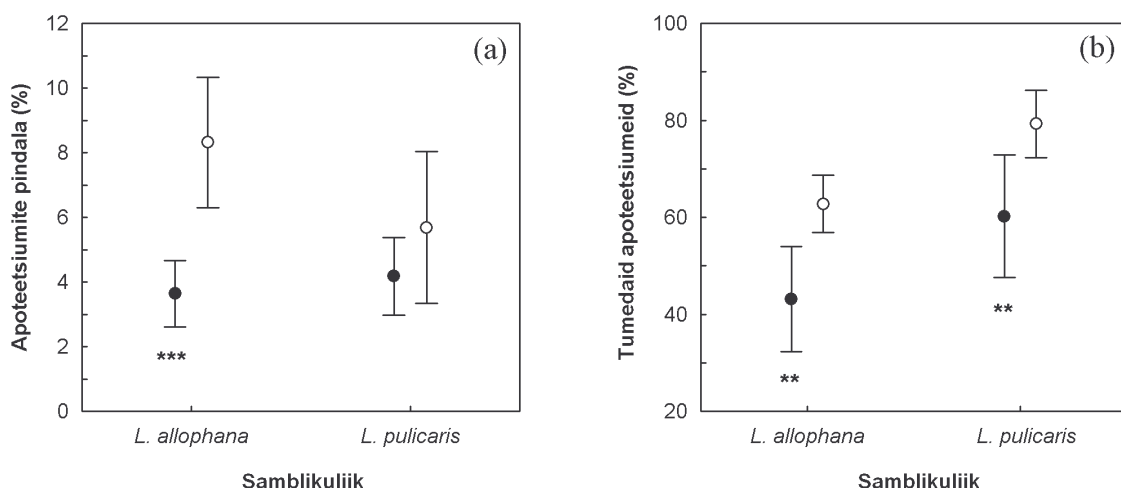 (a)
Apoteetsiumite pindala (%)
12
10
8
6
4
2
0
***
L. allophana
L. pulicaris
Samblikuliik
(b)
Tumedaid apoteetsiumeid (%)
100
80
60
40
20
**
**
L. allophana
L. pulicaris
Samblikuliik